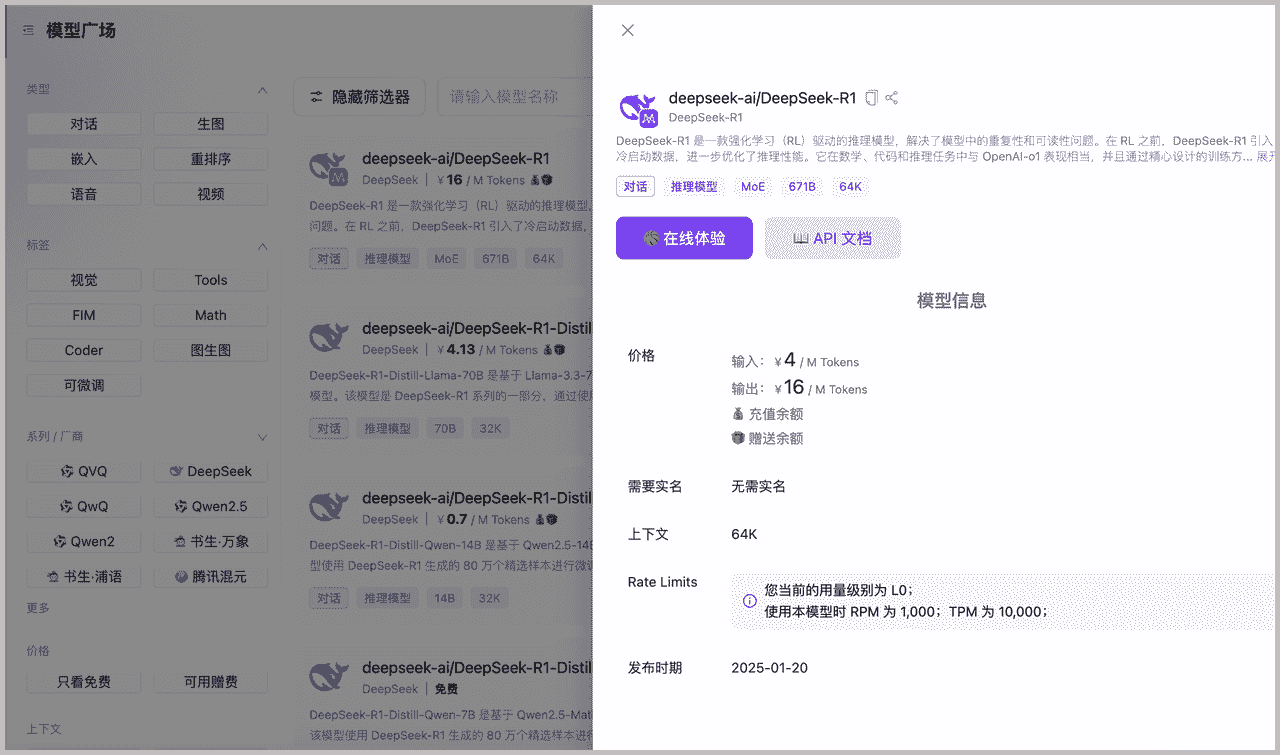 模型广场
类型
对话
生图
嵌入
重排序
语音
视频
标签
视觉
Tools
FIM
Math
Coder
图生图
可微调
系列 / 厂商
QVQ
DeepSeek
QwQ
Qwen2.5
Qwen2
书生·万象
书生·浦语
腾讯混元
更多
价格
只看免费
可用赠费
上下文
隐藏筛选器
请输入模型名称
deepseek-ai/DeepSeek-R1
DeepSeek | ￥16 / M Tokens
DeepSeek-R1 是一款强化学习（RL）驱动的推理模型，
问题。在 RL 之前，DeepSeek-R1 引入了冷启动数据，
对话 推理模型 MoE 671B 64K
deepseek-ai/DeepSeek-R1-Distil
DeepSeek | ￥4.13 / M Tokens
DeepSeek-R1-Distill-Llama-70B 是基于 Llama-3.3-7
模型。该模型是 DeepSeek-R1 系列的一部分，通过使
对话 推理模型 70B 32K
deepseek-ai/DeepSeek-R1-Distil
DeepSeek | ￥0.7 / M Tokens
DeepSeek-R1-Distill-Qwen-14B 是基于 Qwen2.5-14B
型使用 DeepSeek-R1 生成的 80 万个精选样本进行微
对话 推理模型 14B 32K
deepseek-ai/DeepSeek-R1-Distil
DeepSeek | 免费
DeepSeek-R1-Distill-Qwen-7B 是基于 Qwen2.5-Mat
该模型使用 DeepSeek-R1 生成的 80 万个精选样本进
deepseek-ai/DeepSeek-R1
DeepSeek-R1
DeepSeek-R1 是一款强化学习（RL）驱动的推理模型，解决了模型中的重复性和可读性问题。在 RL 之前，DeepSeek-R1 引入
冷启动数据，进一步优化了推理性能。它在数学、代码和推理任务中与 OpenAI-o1 表现相当，并且通过精心设计的训练方... 展开
对话 推理模型 MoE 671B 64K
在线体验
API 文档
模型信息
价格
输入：￥4 / M Tokens
输出：￥16 / M Tokens
充值余额
赠送余额
需要实名 无需实名
上下文 64K
Rate Limits
您当前的用量级别为 L0；
使用本模型时 RPM 为 1,000；TPM 为 10,000；
发布时期 2025-01-20